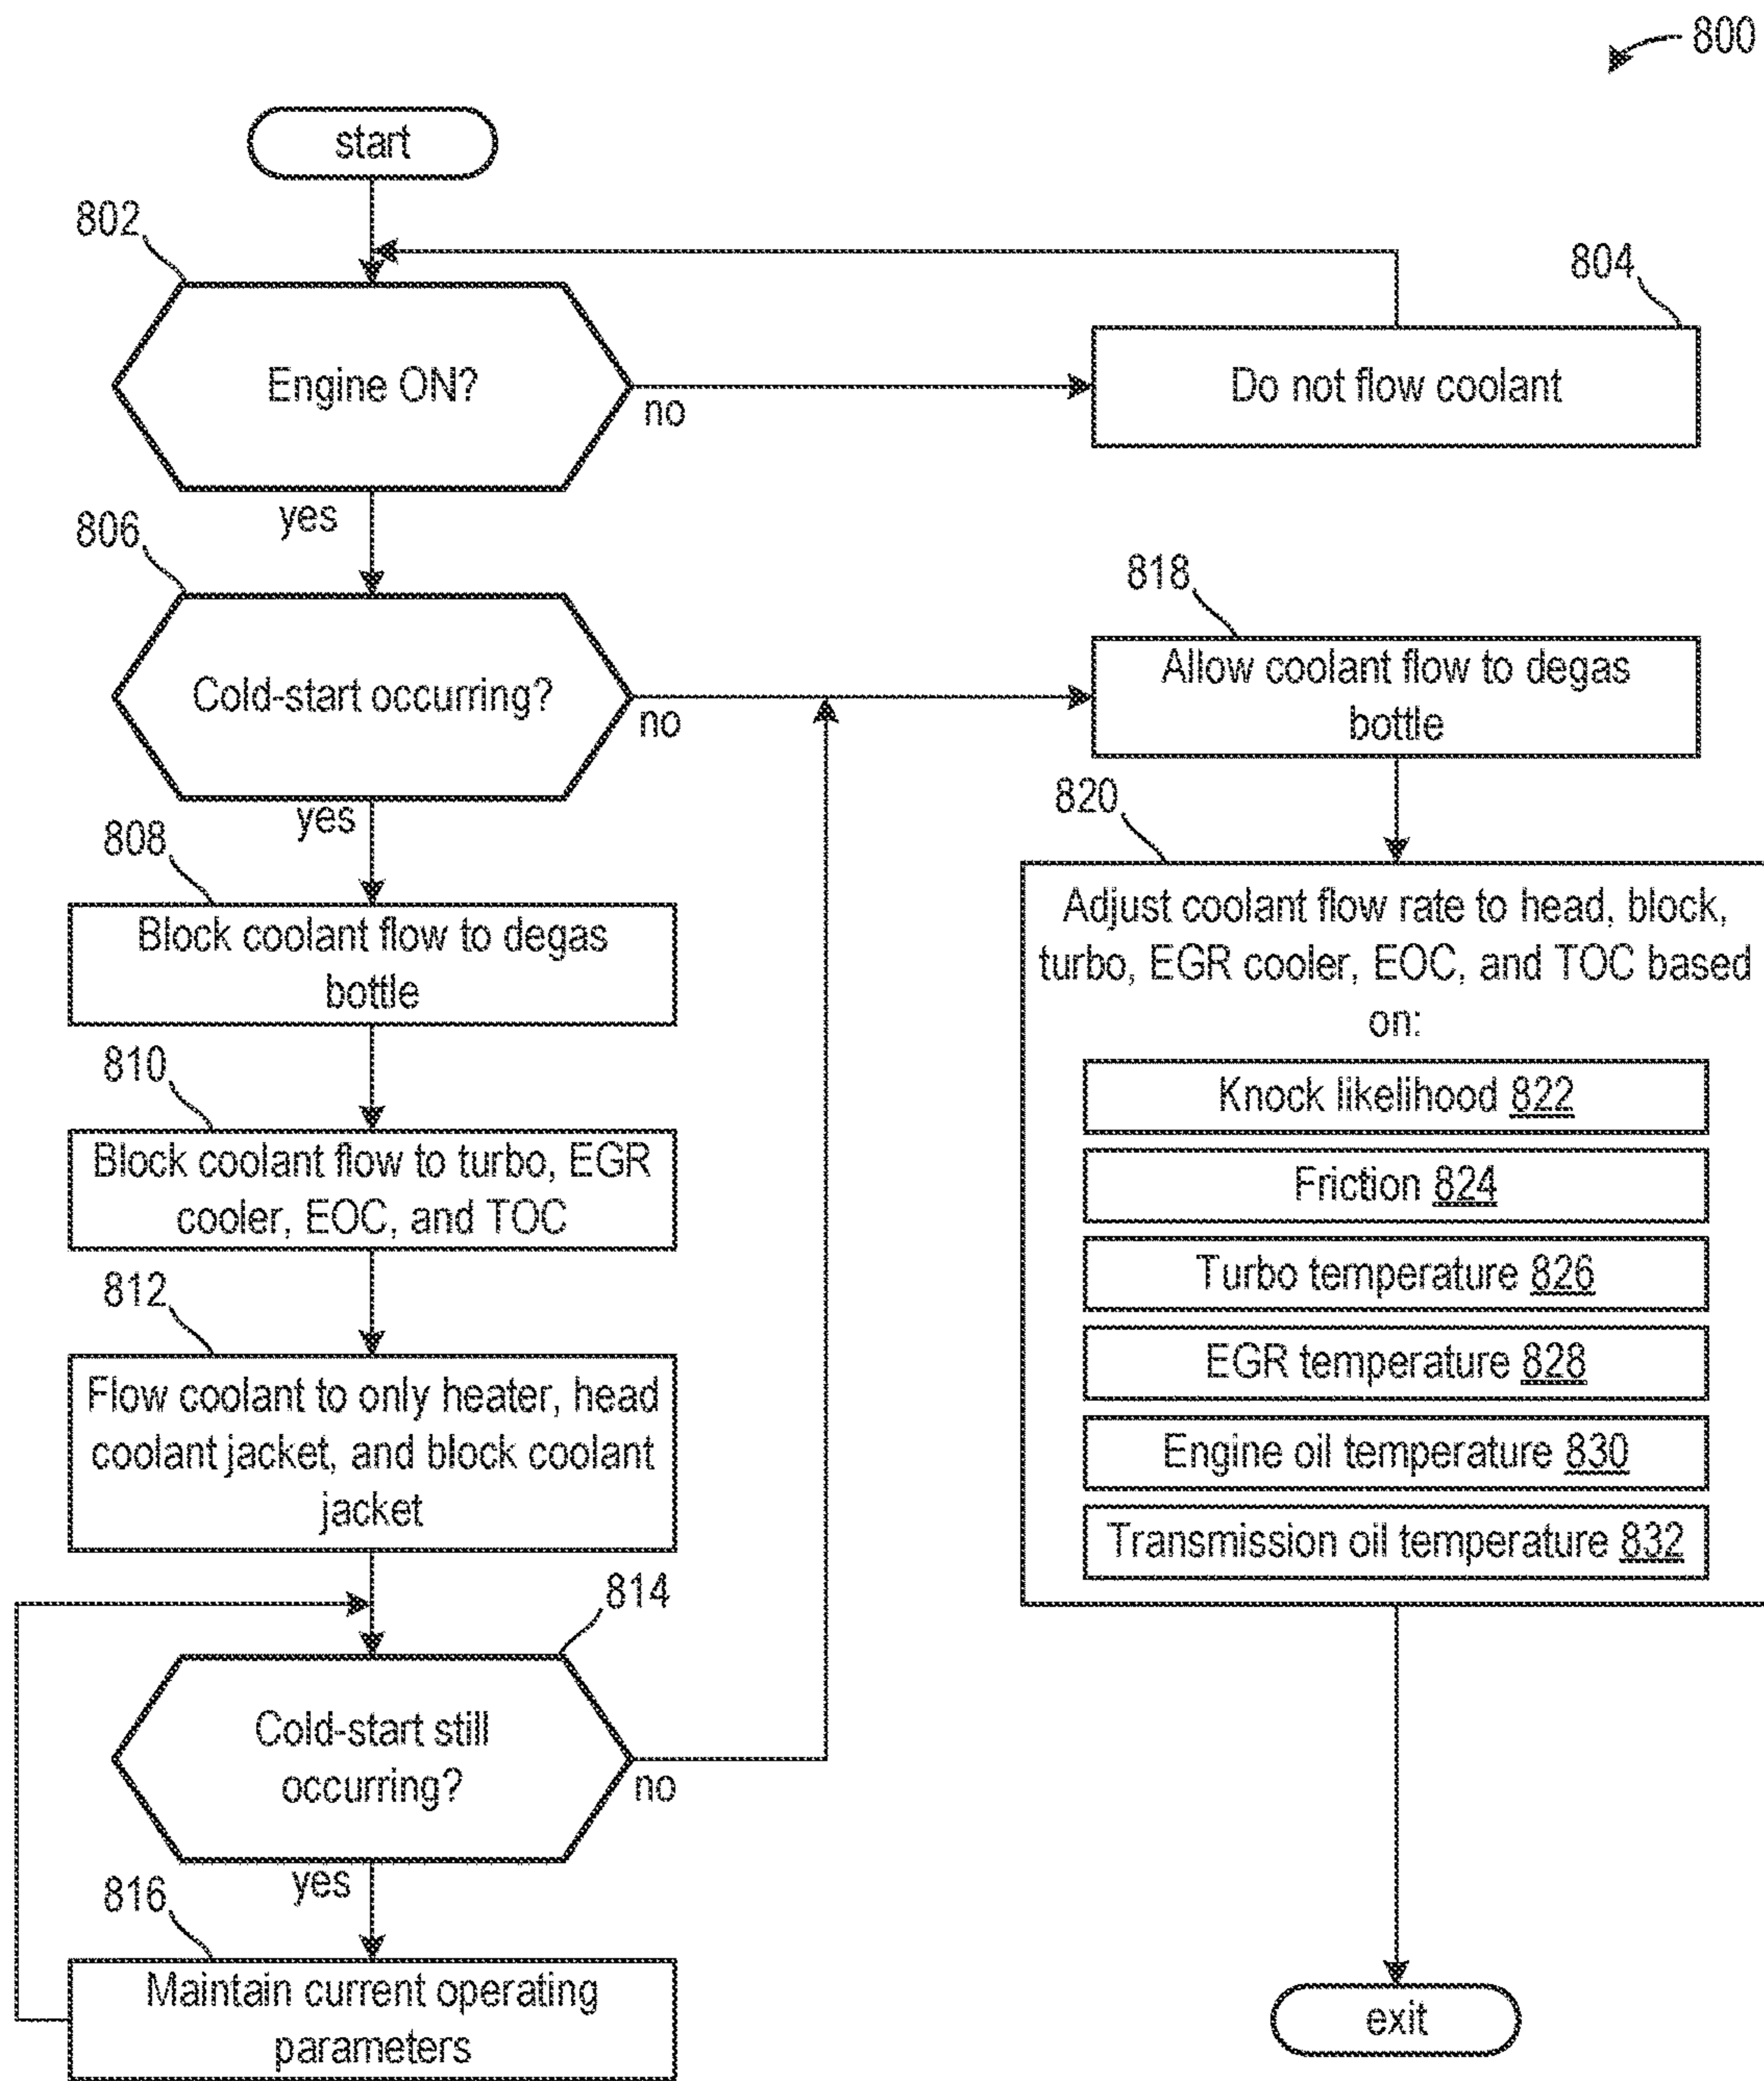 800
start
802
Engine ON?
no
yes
804
Do not flow coolant
806
Cold-start occurring?
no
yes
808
Block coolant flow to degas
bottle
810
Block coolant flow to turbo, EGR
cooler, EOC, and TOC
812
Flow coolant to only heater, head
coolant jacket, and block coolant
jacket
814
Cold-start still
occurring?
no
yes
816
Maintain current operating
parameters
818
Allow coolant flow to degas
bottle
820
Adjust coolant flow rate to head, block,
turbo, EGR cooler, EOC, and TOC based
on:
Knock likelihood 822
Friction 824
Turbo temperature 826
EGR temperature 828
Engine oil temperature 830
Transmission oil temperature 832
exit